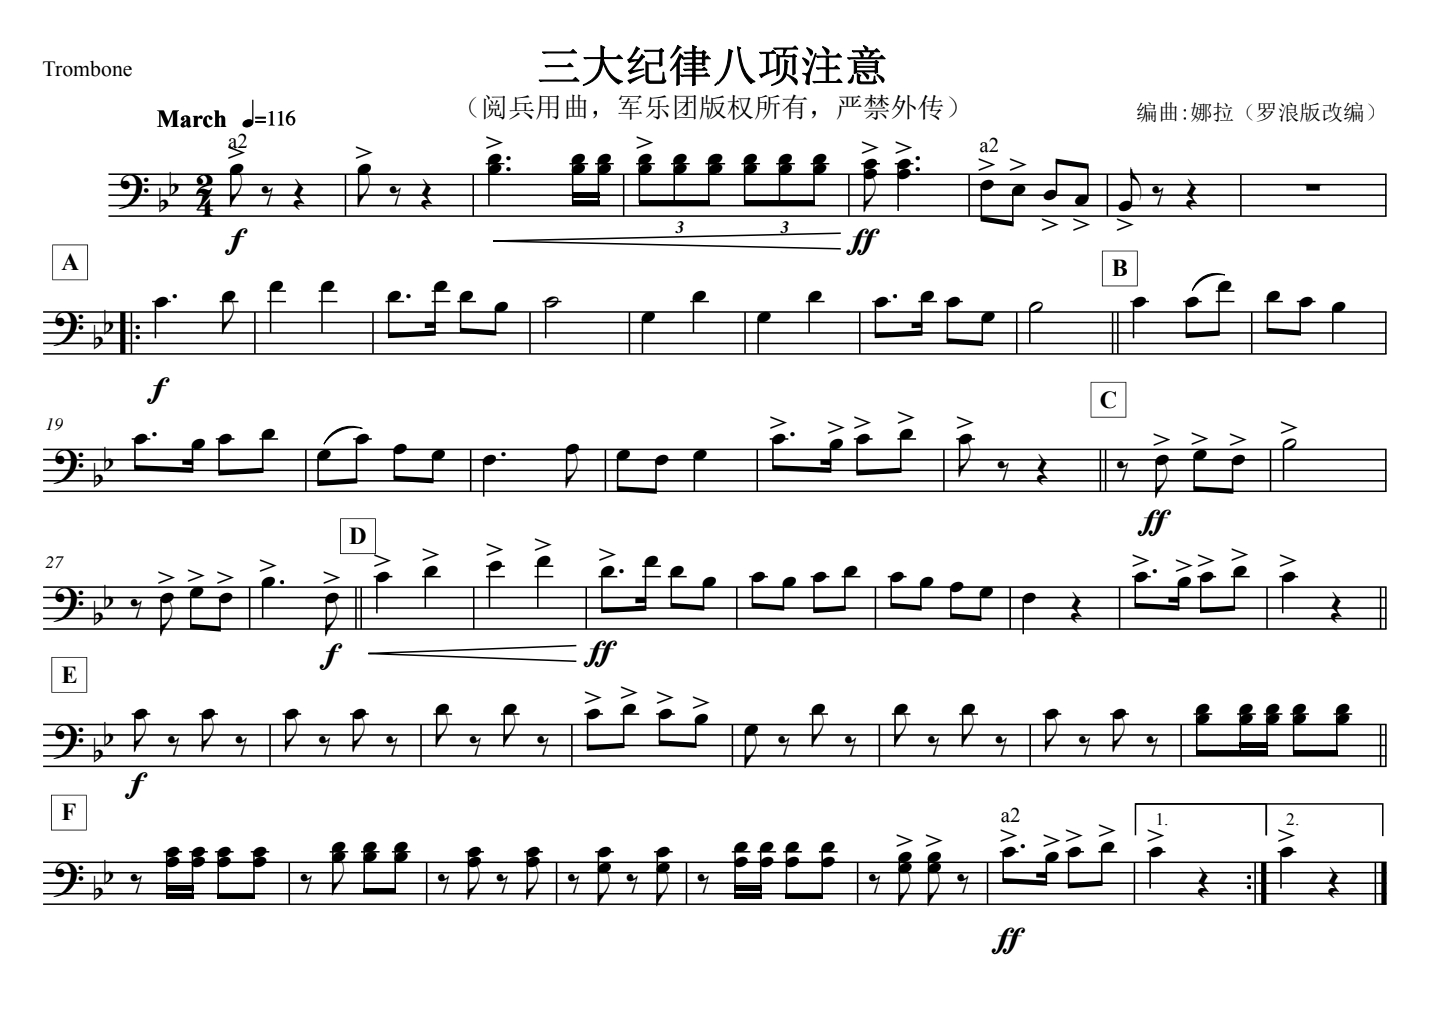 三大纪律八项注意
Trombone
（阅兵用曲，军乐团版权所有，严禁外传）
March ♩=116
编曲:娜拉（罗浪版改编）
a2
a2
2
4
3
3
f
ff
A
B
f
19
C
ff
27
D
f
ff
E
f
F
a2
1.
2.
ff